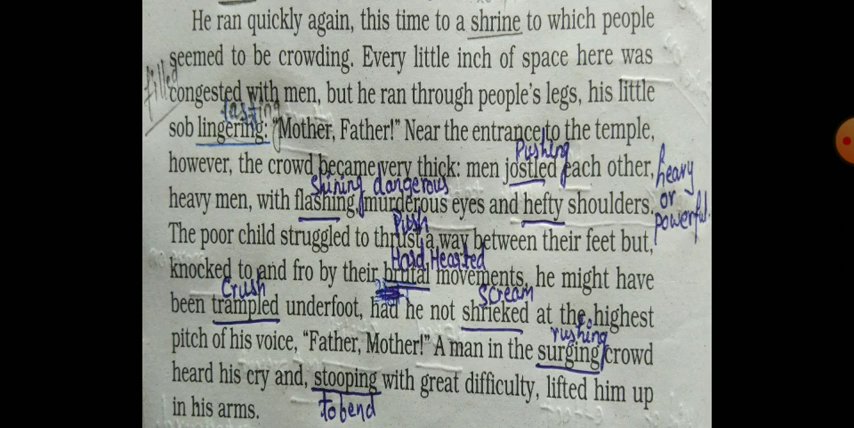 He ran quickly again, this time to a shrine to which people
seemed to be crowding. Every little inch of space here was
filled
congested with men, but he ran through people's legs, his little
lasting
sob lingering: "Mother, Father!" Near the entrance to the temple,
Pushing
however, the crowd became very thick: men jostled each other,
heavy or powerful.
Shining dangerous
heavy men, with flashing, murderous eyes and hefty shoulders.
Push
The poor child struggled to thrust a way between their feet but,
Hard Hearted
knocked to and fro by their brutal movements, he might have
Crush
scream
been trampled underfoot, had he not shrieked at the highest
rushing
pitch of his voice, "Father, Mother!" A man in the surging crowd
heard his cry and, stooping with great difficulty, lifted him up
to bend
in his arms.